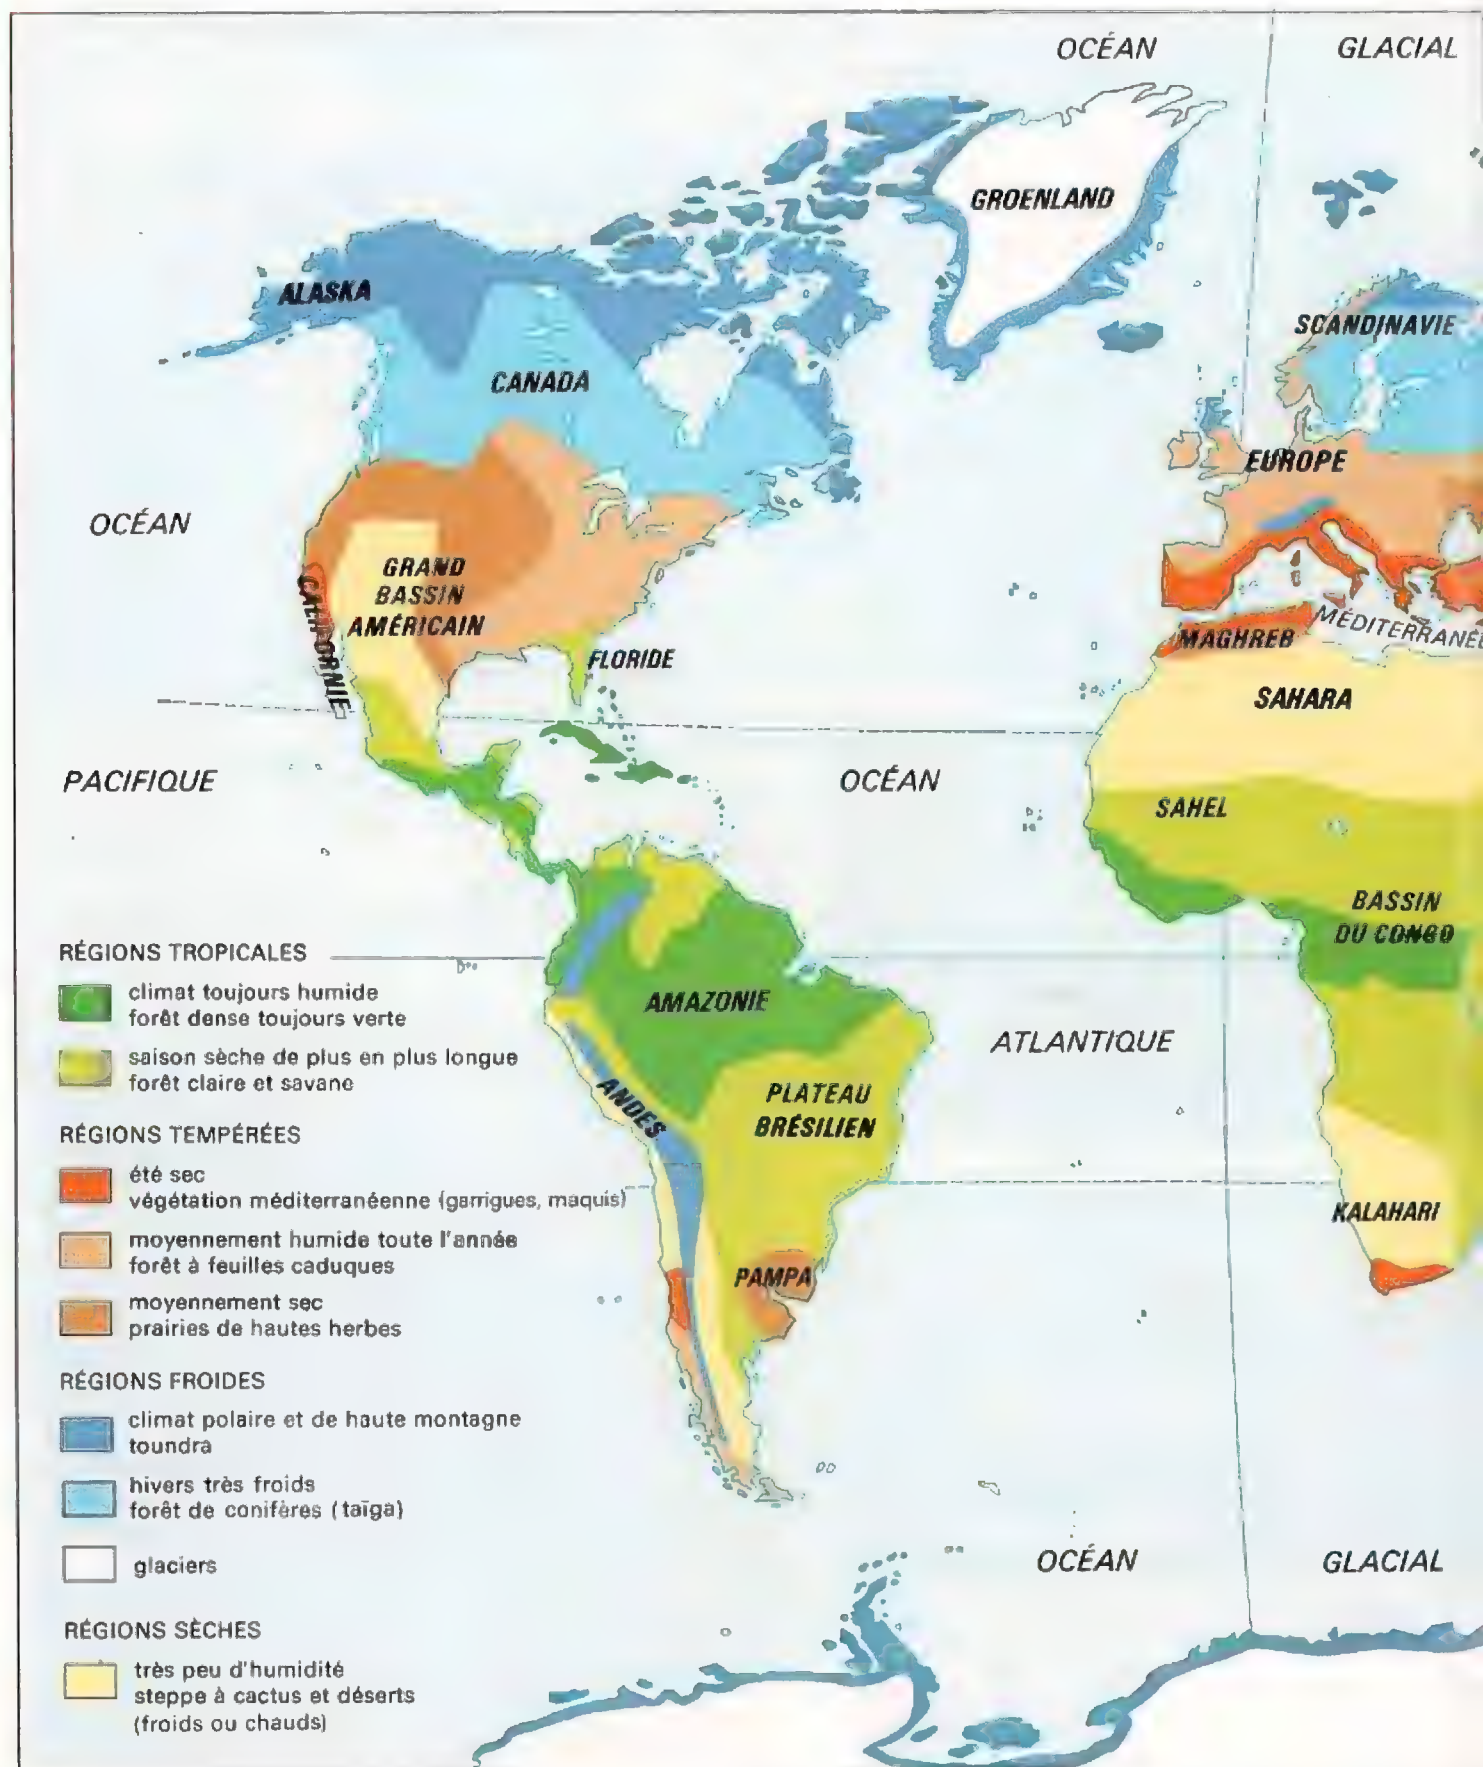 OCÉAN
GLACIAL
GROENLAND
ALASKA
SCANDINAVIE
CANADA
EUROPE
OCÉAN
GRAND
BASSIN
AMÉRICAIN
CALIFORNIE
FLORIDE
MAGHREB
MÉDITERRANÉE
SAHARA
PACIFIQUE
OCÉAN
SAHEL
BASSIN
DU CONGO
AMAZONIE
ATLANTIQUE
ANDES
PLATEAU
BRÉSILIEN
KALAHARI
PAMPA
OCÉAN
GLACIAL
RÉGIONS TROPICALES
climat toujours humide
forêt dense toujours verte
saison sèche de plus en plus longue
forêt claire et savane
RÉGIONS TEMPÉRÉES
été sec
végétation méditerranéenne (garrigues, maquis)
moyennement humide toute l'année
forêt à feuilles caduques
moyennement sec
prairies de hautes herbes
RÉGIONS FROIDES
climat polaire et de haute montagne
toundra
hivers très froids
forêt de conifères (taïga)
glaciers
RÉGIONS SÈCHES
très peu d'humidité
steppe à cactus et déserts
(froids ou chauds)